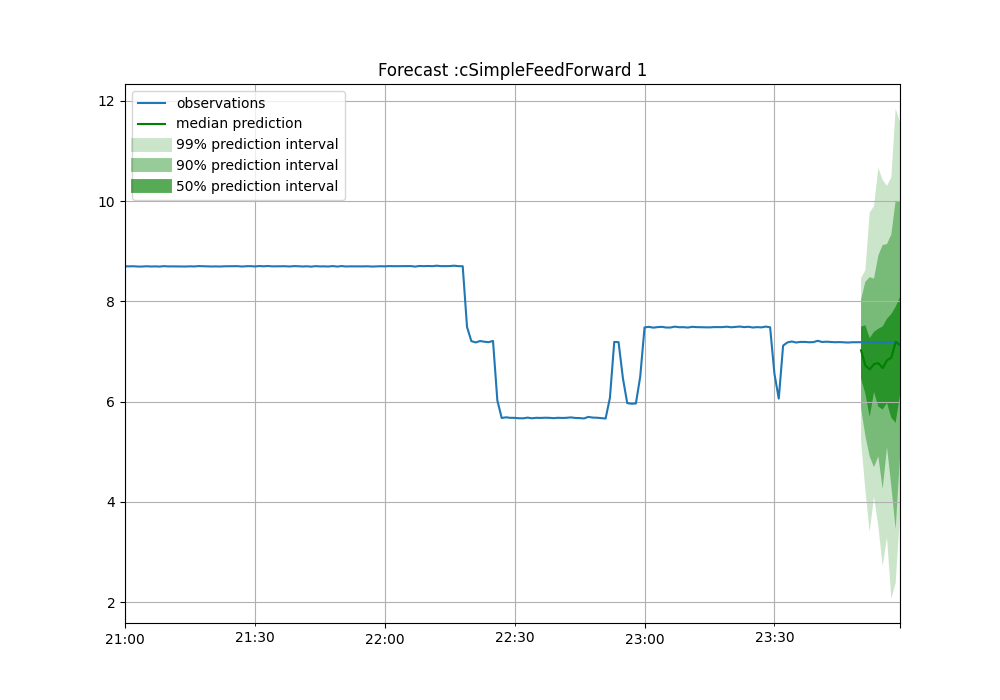 Forecast :cSimpleFeedForward 1
observations
median prediction
99% prediction interval
90% prediction interval
50% prediction interval
12
10
8
6
4
2
21:00
21:30
22:00
22:30
23:00
23:30